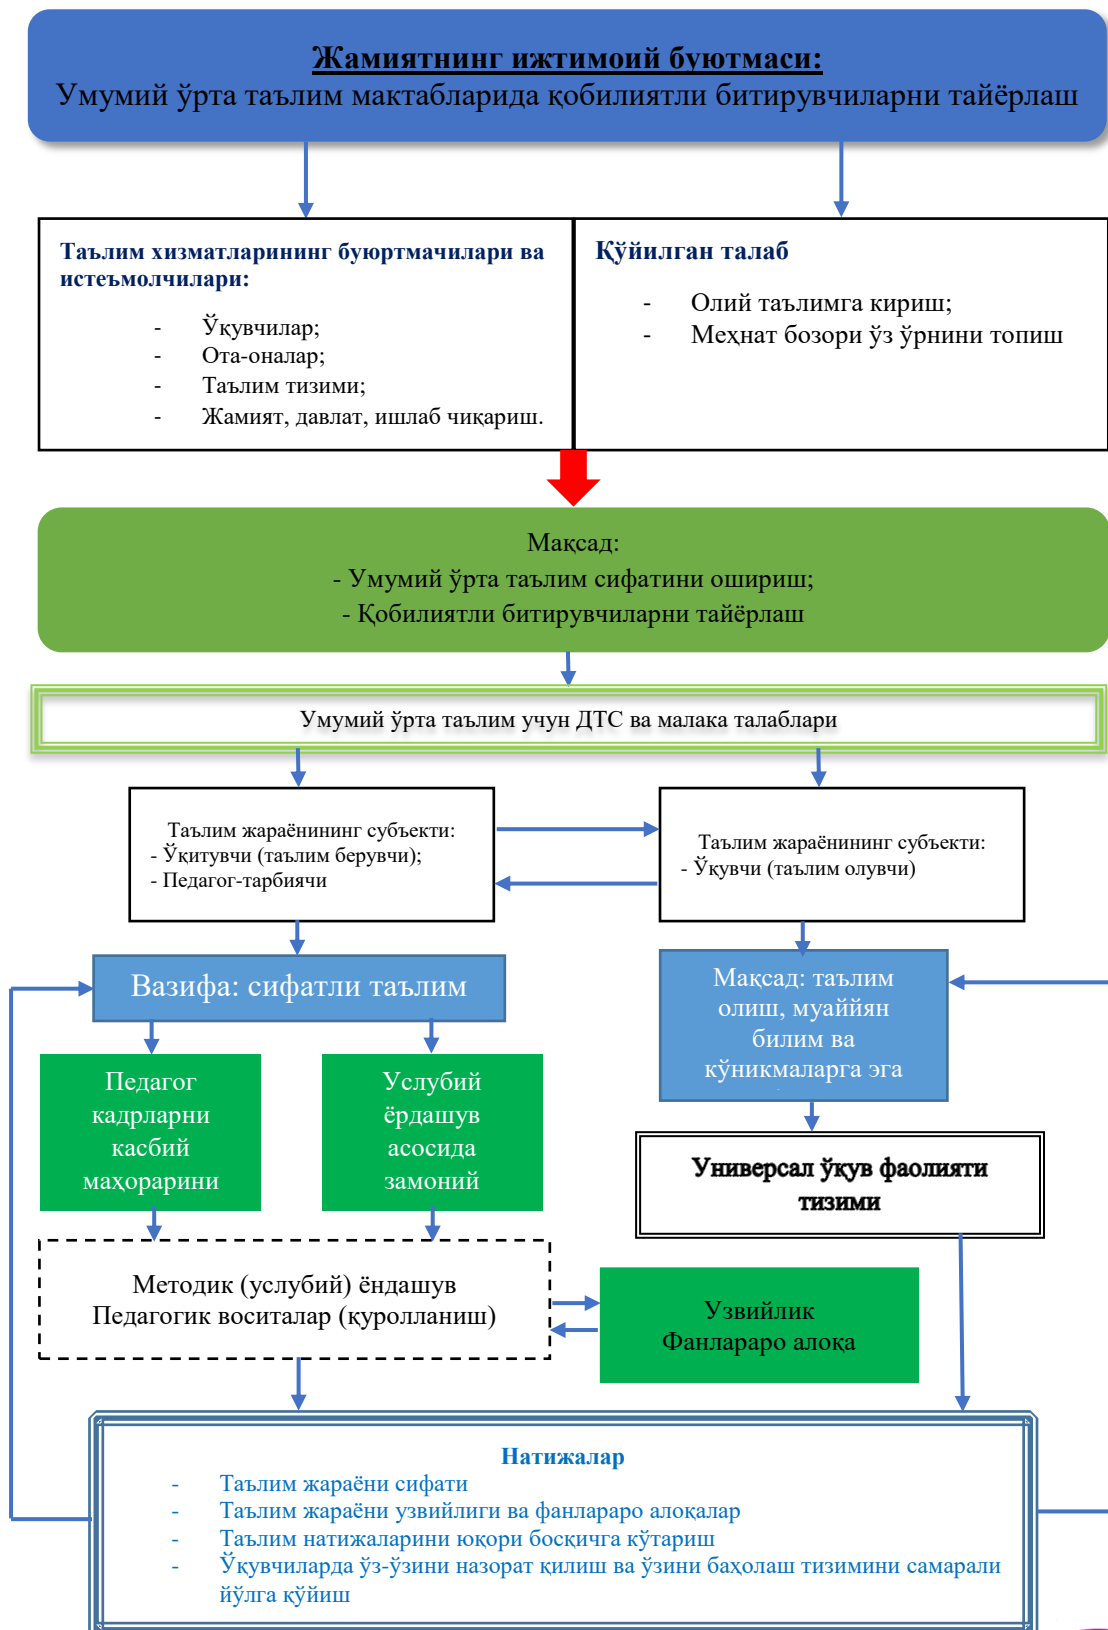 Жамиятнинг ижтимоий буютмаси:
Умумий ўрта таълим мактабларида қобилиятли битирувчиларни тайёрлаш
Таълим хизматларининг буюртмачилари ва
истеъмолчилари:
- Ўқувчилар;
- Ота-оналар;
- Таълим тизими;
- Жамият, давлат, ишлаб чиқариш.
Қўйилган талаб
- Олий таълимга кириш;
- Меҳнат бозори ўз ўрнини топиш
Мақсад:
- Умумий ўрта таълим сифатини ошириш;
- Қобилиятли битирувчиларни тайёрлаш
Умумий ўрта таълим учун ДТС ва малака талаблари
Таълим жараёнининг субъекти:
- Ўқитувчи (таълим берувчи);
- Педагог-тарбиячи
Таълим жараёнининг субъекти:
- Ўқувчи (таълим олувчи)
Вазифа: сифатли таълим
Мақсад: таълим
олиш, муаййян
билим ва
кўникмаларга эга
Педагог
кадрларни
касбий
маҳорарини
Услубий
ёрдашув
асосида
замоний
Универсал ўқув фаолияти
тизими
Методик (услубий) ёндашув
Педагогик воситалар (қуролланиш)
Узвийлик
Фанлараро алоқа
Натижалар
- Таълим жараёни сифати
- Таълим жараёни узвийлиги ва фанлараро алоқалар
- Таълим натижаларини юқори босқичга кўтариш
- Ўқувчиларда ўз-ўзини назорат қилиш ва ўзини баҳолаш тизимини самарали
йўлга қўйиш